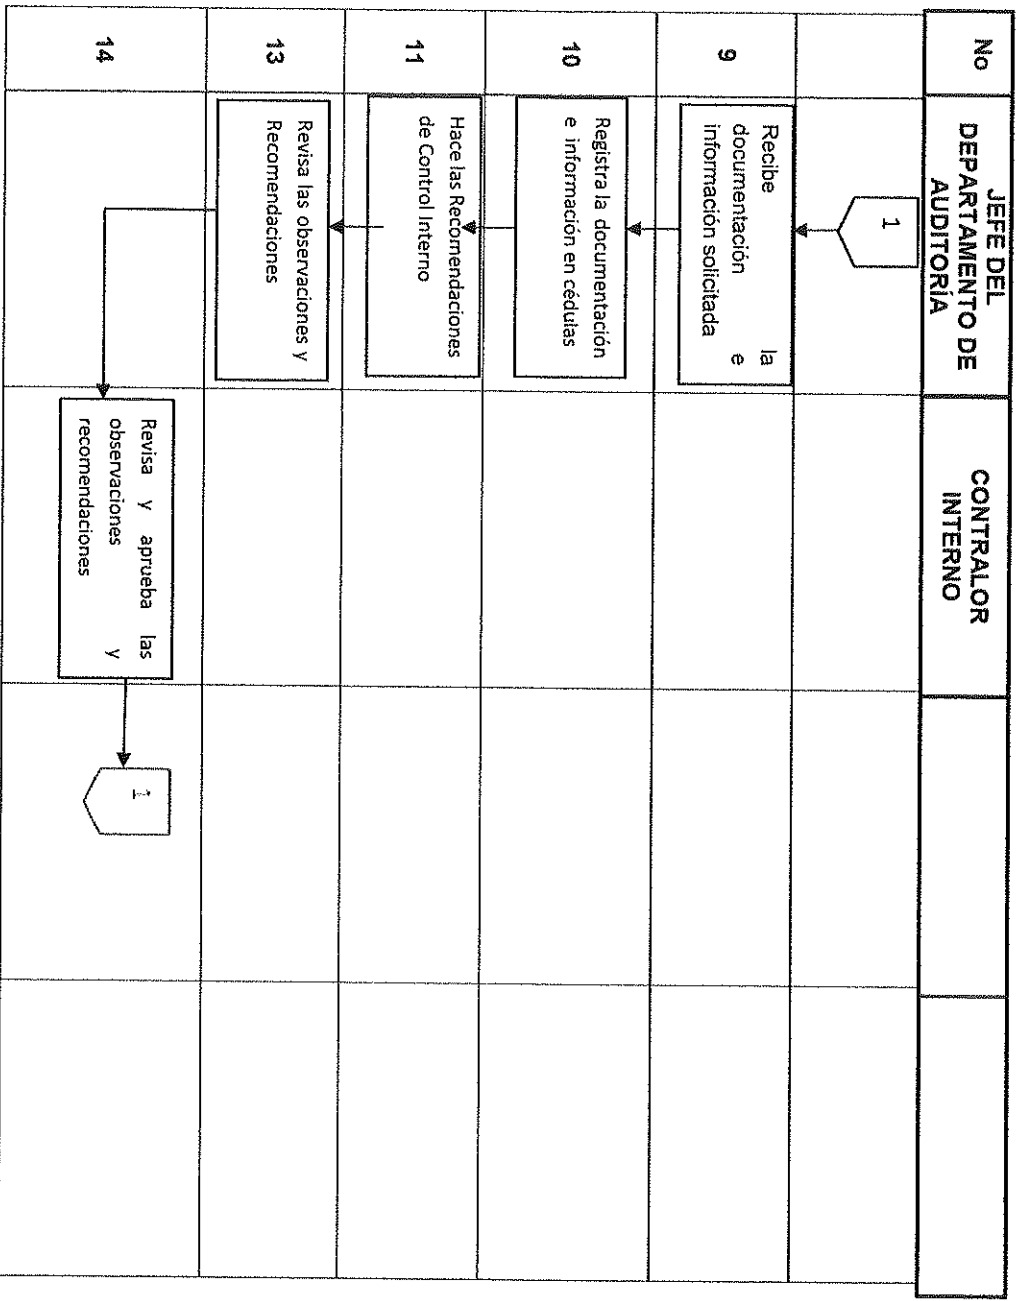 No
JEFE DEL
DEPARTAMENTO DE
AUDITORÍA
CONTRALOR
INTERNO
1
9
Recibe la
documentación e
información solicitada
10
Registra la documentación
e información en cédulas
11
Hace las Recomendaciones
de Control Interno
13
Revisa las observaciones y
Recomendaciones
14
Revisa y aprueba las
observaciones y
recomendaciones
1